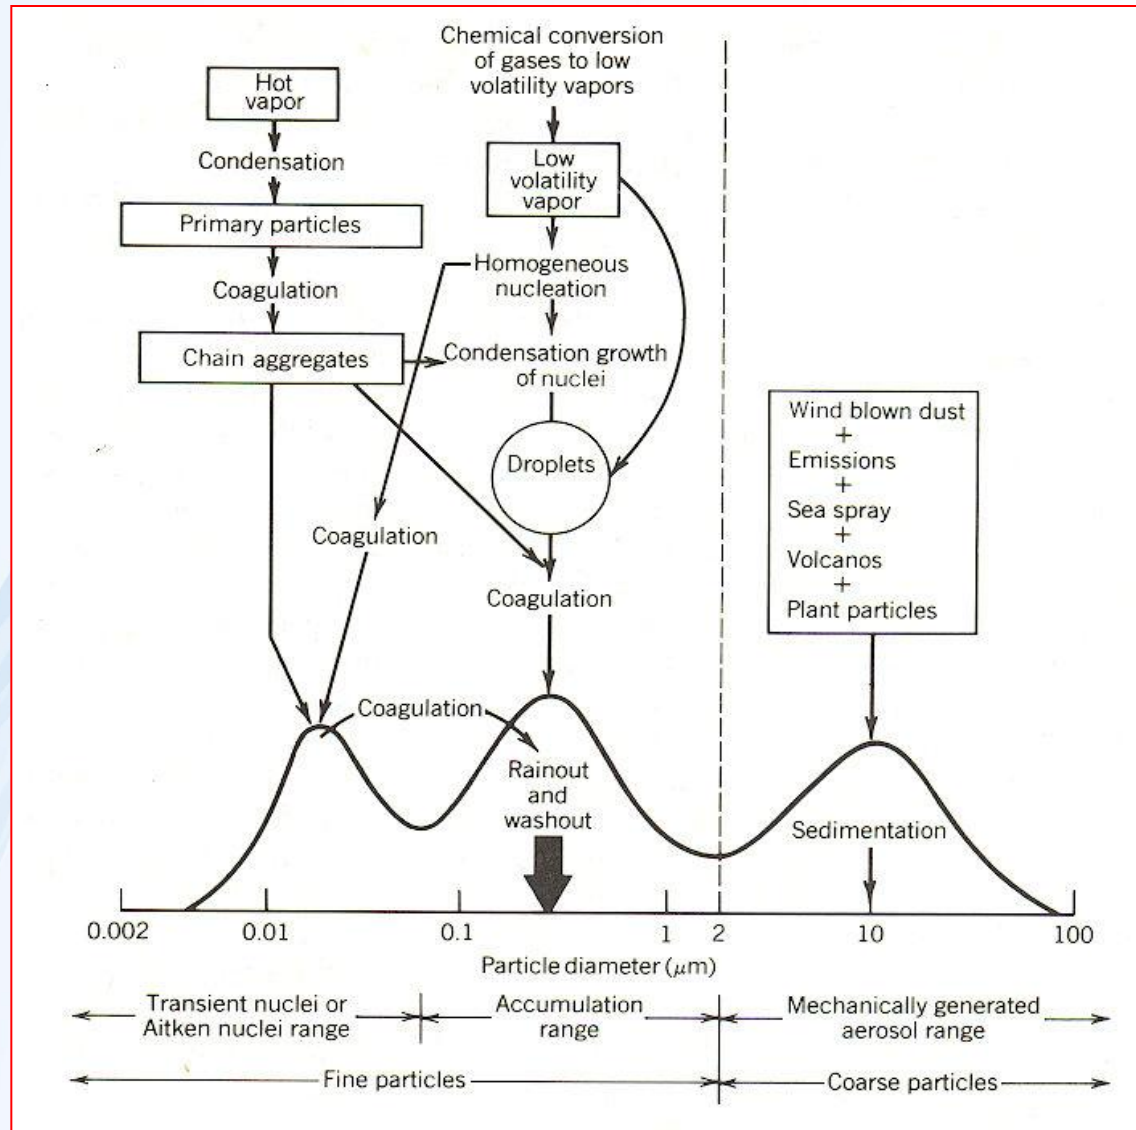 Chemical conversion
of gases to low
volatility vapors
Hot
vapor
Condensation
Primary particles
Coagulation
Chain aggregates
Low
volatility
vapor
Homogeneous
nucleation
Condensation growth
of nuclei
Droplets
Coagulation
Coagulation
Wind blown dust
+
Emissions
+
Sea spray
+
Volcanos
+
Plant particles
Coagulation
Rainout
and
washout
Sedimentation
0.002 0.01 0.1 1 2 10 100
Particle diameter (μm)
Transient nuclei or
Aitken nuclei range
Accumulation
range
Mechanically generated
aerosol range
Fine particles
Coarse particles